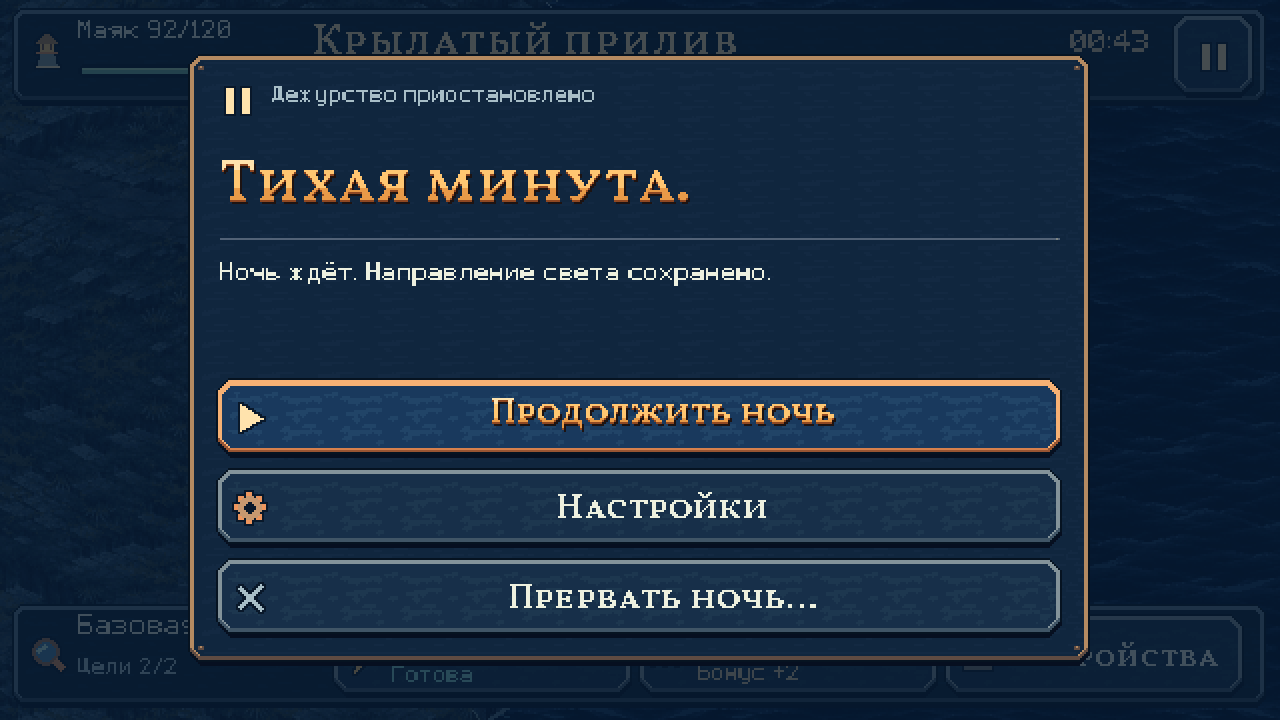 Маяк 92/120
Крылатый прилив
00:43
Дежурство приостановлено
Тихая минута.
Ночь ждёт. Направление света сохранено.
Продолжить ночь
Настройки
Прервать ночь...
Цели 2/2
Готова
Бонус +2